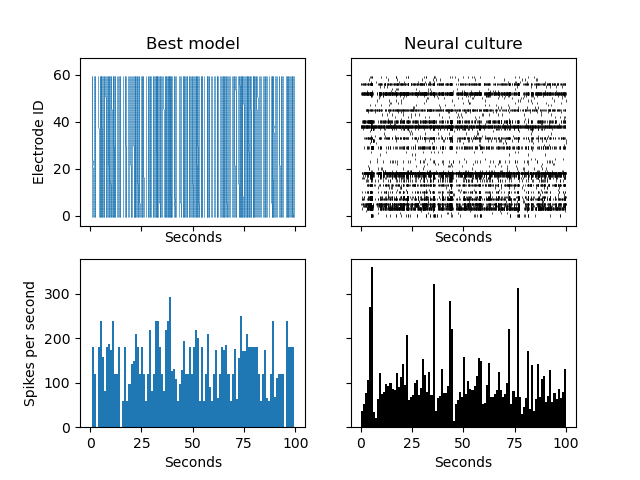 Best model
Neural culture
Electrode ID
60
40
20
0
Seconds
Seconds
Spikes per second
300
200
100
0
0 25 50 75 100
0 25 50 75 100
Seconds
Seconds